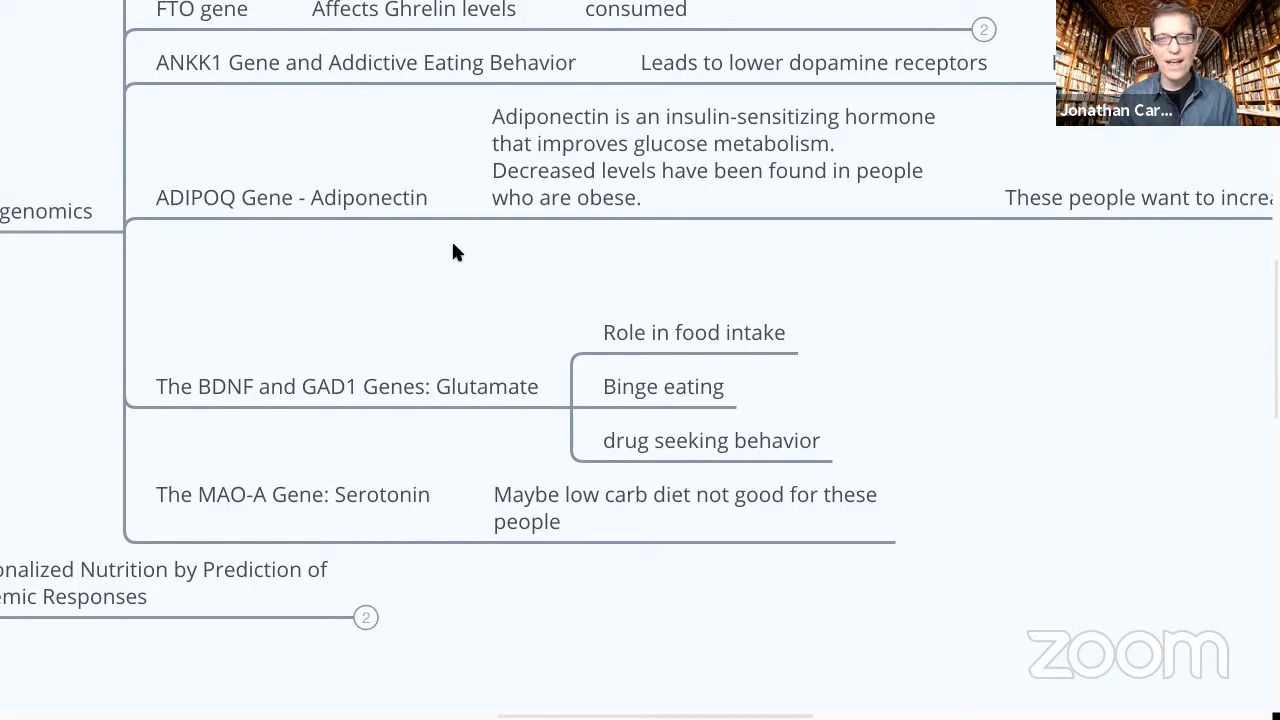 FTO gene
Affects Ghrelin levels
consumed
2
ANKK1 Gene and Addictive Eating Behavior
Leads to lower dopamine receptors
Jonathan Car...
Adiponectin is an insulin-sensitizing hormone
that improves glucose metabolism.
Decreased levels have been found in people
who are obese.
ADIPOQ Gene - Adiponectin
These people want to increa
genomics
Role in food intake
The BDNF and GAD1 Genes: Glutamate
Binge eating
drug seeking behavior
The MAO-A Gene: Serotonin
Maybe low carb diet not good for these
people
onalized Nutrition by Prediction of
emic Responses
2
zoom